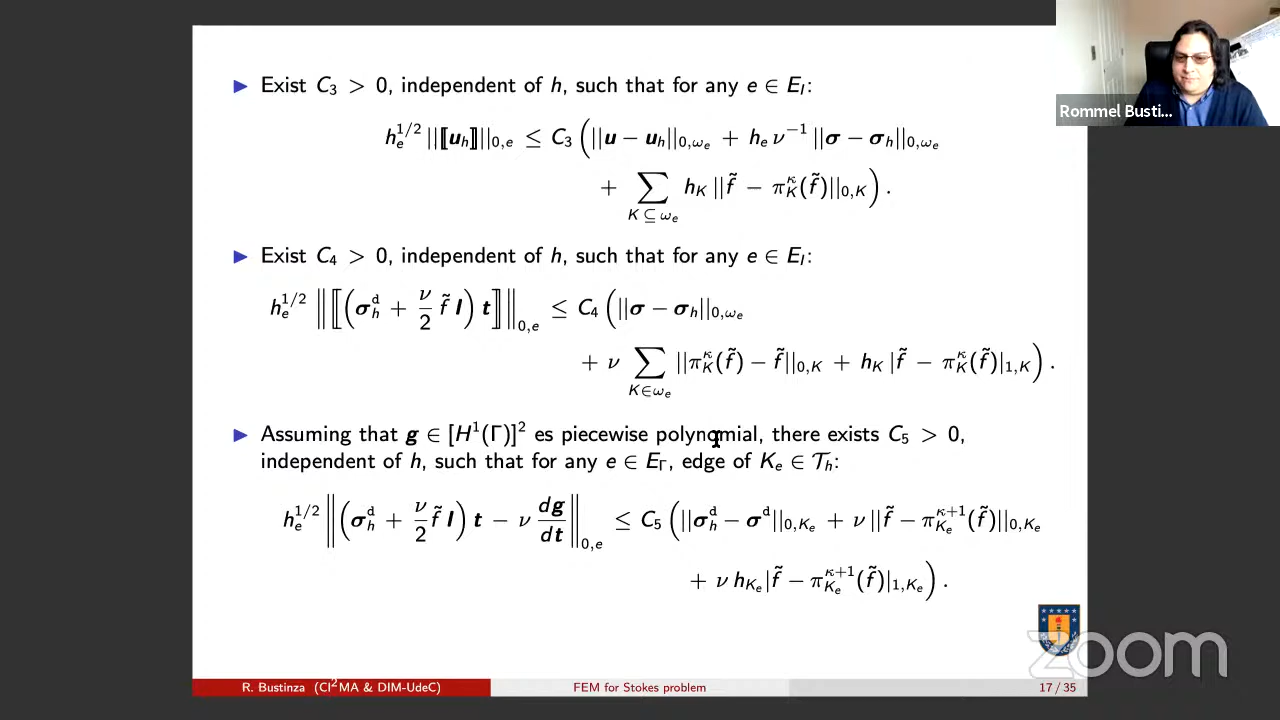 ▶ Exist C₃ > 0, independent of h, such that for any e ∈ E_I:
h_e^{1/2} ||⟦u_h⟧||_{0,e} ≤ C₃ ( ||u − u_h||_{0,ω_e} + h_e ν^{−1} ||σ − σ_h||_{0,ω_e}
+ ∑_{K ⊆ ω_e} h_K ||f̃ − π_K^κ(f̃)||_{0,K} ) .
▶ Exist C₄ > 0, independent of h, such that for any e ∈ E_I:
h_e^{1/2} ||⟦(σ_h^d + ν/2 f̃ I) t⟧||_{0,e} ≤ C₄ ( ||σ − σ_h||_{0,ω_e}
+ ν ∑_{K∈ω_e} ||π_K^κ(f̃) − f̃||_{0,K} + h_K |f̃ − π_K^κ(f̃)|_{1,K} ) .
▶ Assuming that g ∈ [H¹(Γ)]² es piecewise polynomial, there exists C₅ > 0,
independent of h, such that for any e ∈ E_Γ, edge of K_e ∈ 𝒯_h:
h_e^{1/2} ||(σ_h^d + ν/2 f̃ I) t − ν dg/dt||_{0,e} ≤ C₅ ( ||σ_h^d − σ^d||_{0,K_e} + ν ||f̃ − π_{K_e}^{κ+1}(f̃)||_{0,K_e}
+ ν h_{K_e} |f̃ − π_{K_e}^{κ+1}(f̃)|_{1,K_e} ) .
R. Bustinza (CI²MA & DIM-UdeC)
FEM for Stokes problem
17 / 35
Rommel Busti...
zoom